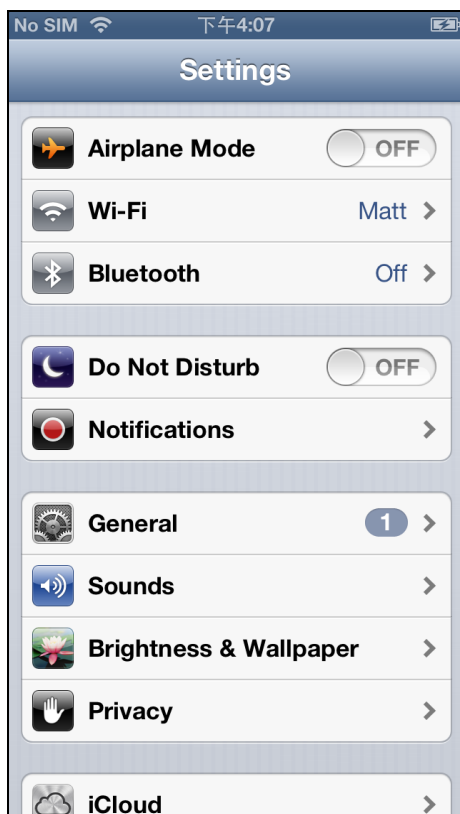 No SIM 下午4:07
Settings
Airplane Mode OFF
Wi-Fi Matt
Bluetooth Off
Do Not Disturb OFF
Notifications
General 1
Sounds
Brightness & Wallpaper
Privacy
iCloud